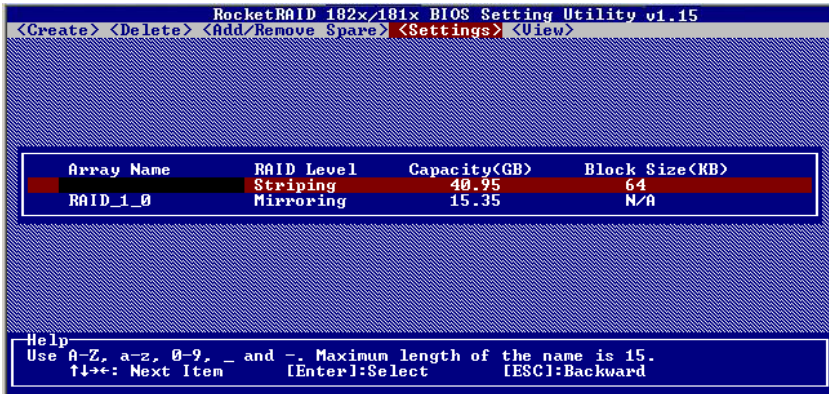 RocketRAID 182x/181x BIOS Setting Utility v1.15
<Create> <Delete> <Add/Remove Spare> <Settings> <View>
Array Name RAID Level Capacity(GB) Block Size(KB)
Striping 40.95 64
RAID_1_0 Mirroring 15.35 N/A
Help
Use A-Z, a-z, 0-9, _ and -. Maximum length of the name is 15.
↑↓→←: Next Item [Enter]:Select [ESC]:Backward